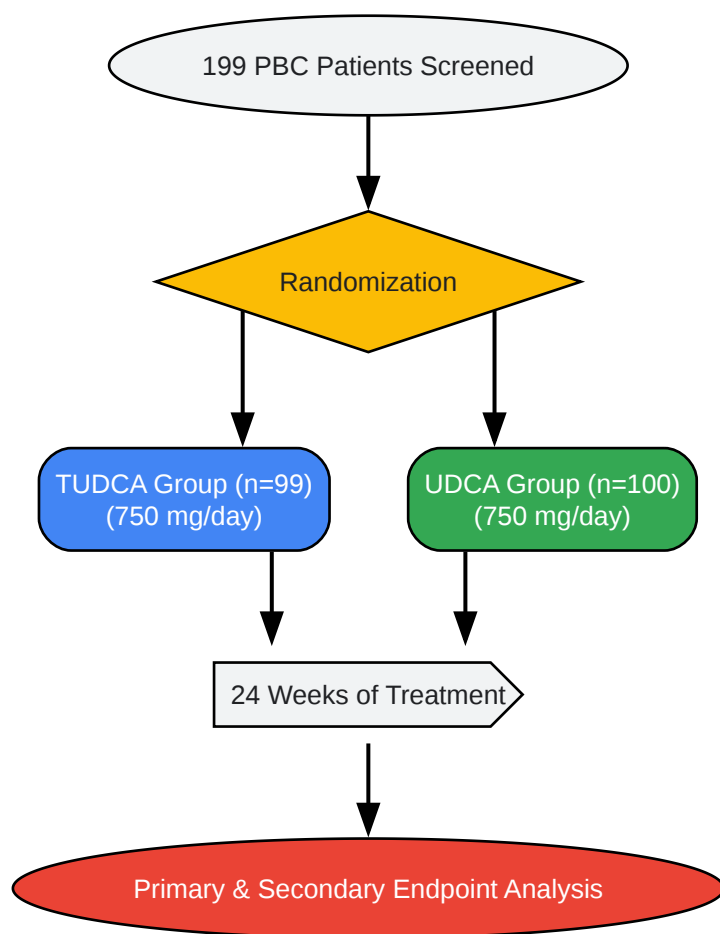 199 PBC Patients Screened
Randomization
TUDCA Group (n=99)
(750 mg/day)
UDCA Group (n=100)
(750 mg/day)
24 Weeks of Treatment
Primary & Secondary Endpoint Analysis